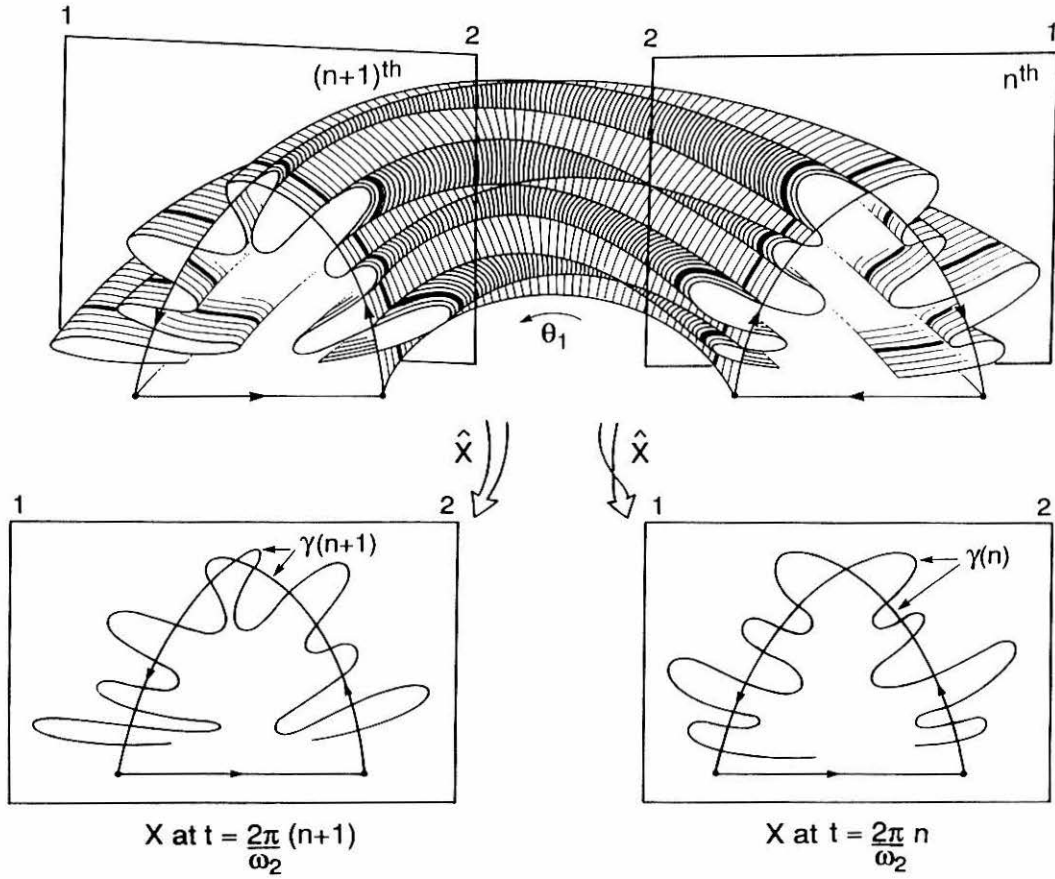 1
2
2
1
(n+1)th
nth
θ1
X̂
X̂
1
2
1
2
γ(n+1)
γ(n)
X at t = 2π/ω2 (n+1)
X at t = 2π/ω2 n